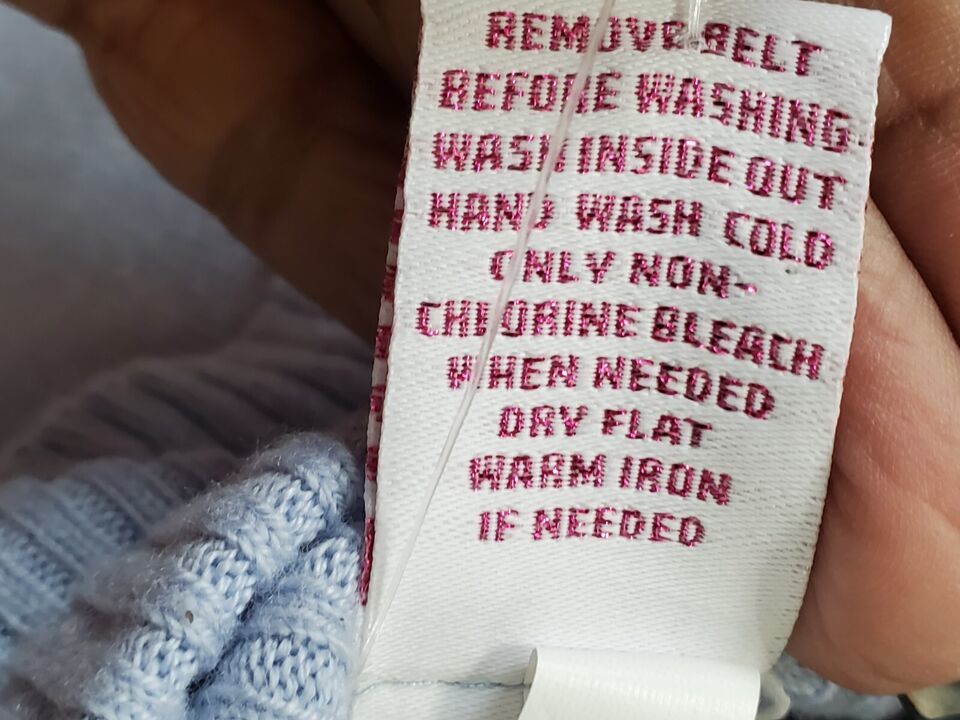 REMOVE BELT
BEFORE WASHING
WASH INSIDE OUT
HAND WASH COLD
ONLY NON-
CHLORINE BLEACH
WHEN NEEDED
DRY FLAT
WARM IRON
IF NEEDED